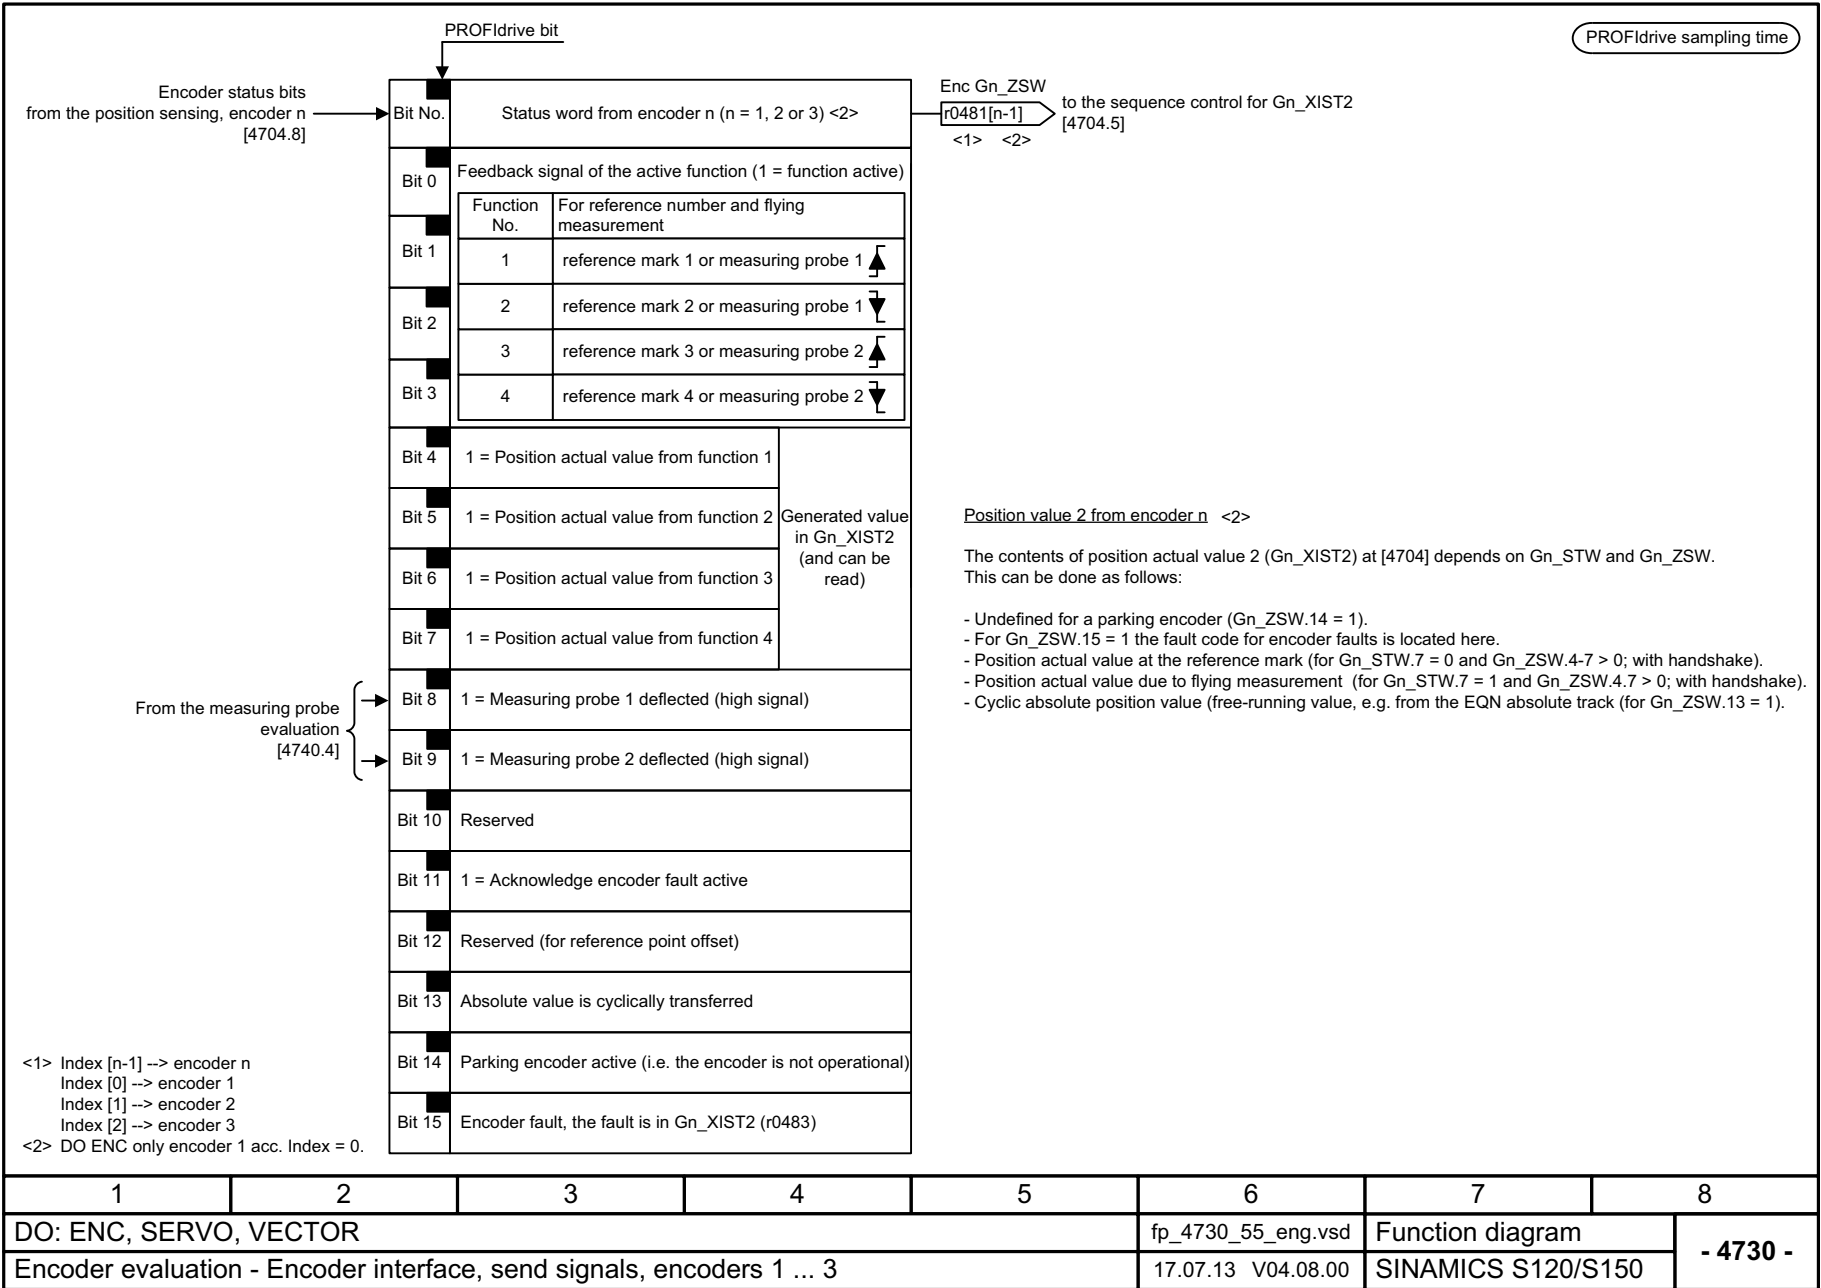 PROFIdrive bit
PROFIdrive sampling time
Encoder status bits
from the position sensing, encoder n
[4704.8]
Bit No.
Status word from encoder n (n = 1, 2 or 3) <2>
Enc Gn_ZSW
r0481[n-1]
<1> <2>
to the sequence control for Gn_XIST2
[4704.5]
Bit 0
Feedback signal of the active function (1 = function active)
Function
No.
For reference number and flying
measurement
Bit 1
1
reference mark 1 or measuring probe 1
2
reference mark 2 or measuring probe 1
Bit 2
3
reference mark 3 or measuring probe 2
Bit 3
4
reference mark 4 or measuring probe 2
Bit 4
1 = Position actual value from function 1
Bit 5
1 = Position actual value from function 2
Generated value
in Gn_XIST2
(and can be
read)
Bit 6
1 = Position actual value from function 3
Bit 7
1 = Position actual value from function 4
Position value 2 from encoder n <2>
The contents of position actual value 2 (Gn_XIST2) at [4704] depends on Gn_STW and Gn_ZSW.
This can be done as follows:
- Undefined for a parking encoder (Gn_ZSW.14 = 1).
- For Gn_ZSW.15 = 1 the fault code for encoder faults is located here.
- Position actual value at the reference mark (for Gn_STW.7 = 0 and Gn_ZSW.4-7 > 0; with handshake).
- Position actual value due to flying measurement (for Gn_STW.7 = 1 and Gn_ZSW.4.7 > 0; with handshake).
- Cyclic absolute position value (free-running value, e.g. from the EQN absolute track (for Gn_ZSW.13 = 1).
From the measuring probe
evaluation
[4740.4]
Bit 8
1 = Measuring probe 1 deflected (high signal)
Bit 9
1 = Measuring probe 2 deflected (high signal)
Bit 10
Reserved
Bit 11
1 = Acknowledge encoder fault active
Bit 12
Reserved (for reference point offset)
Bit 13
Absolute value is cyclically transferred
Bit 14
Parking encoder active (i.e. the encoder is not operational)
Bit 15
Encoder fault, the fault is in Gn_XIST2 (r0483)
<1> Index [n-1] --> encoder n
Index [0] --> encoder 1
Index [1] --> encoder 2
Index [2] --> encoder 3
<2> DO ENC only encoder 1 acc. Index = 0.
1 2 3 4 5 6 7 8
DO: ENC, SERVO, VECTOR
fp_4730_55_eng.vsd
Function diagram
- 4730 -
Encoder evaluation - Encoder interface, send signals, encoders 1 ... 3
17.07.13 V04.08.00
SINAMICS S120/S150